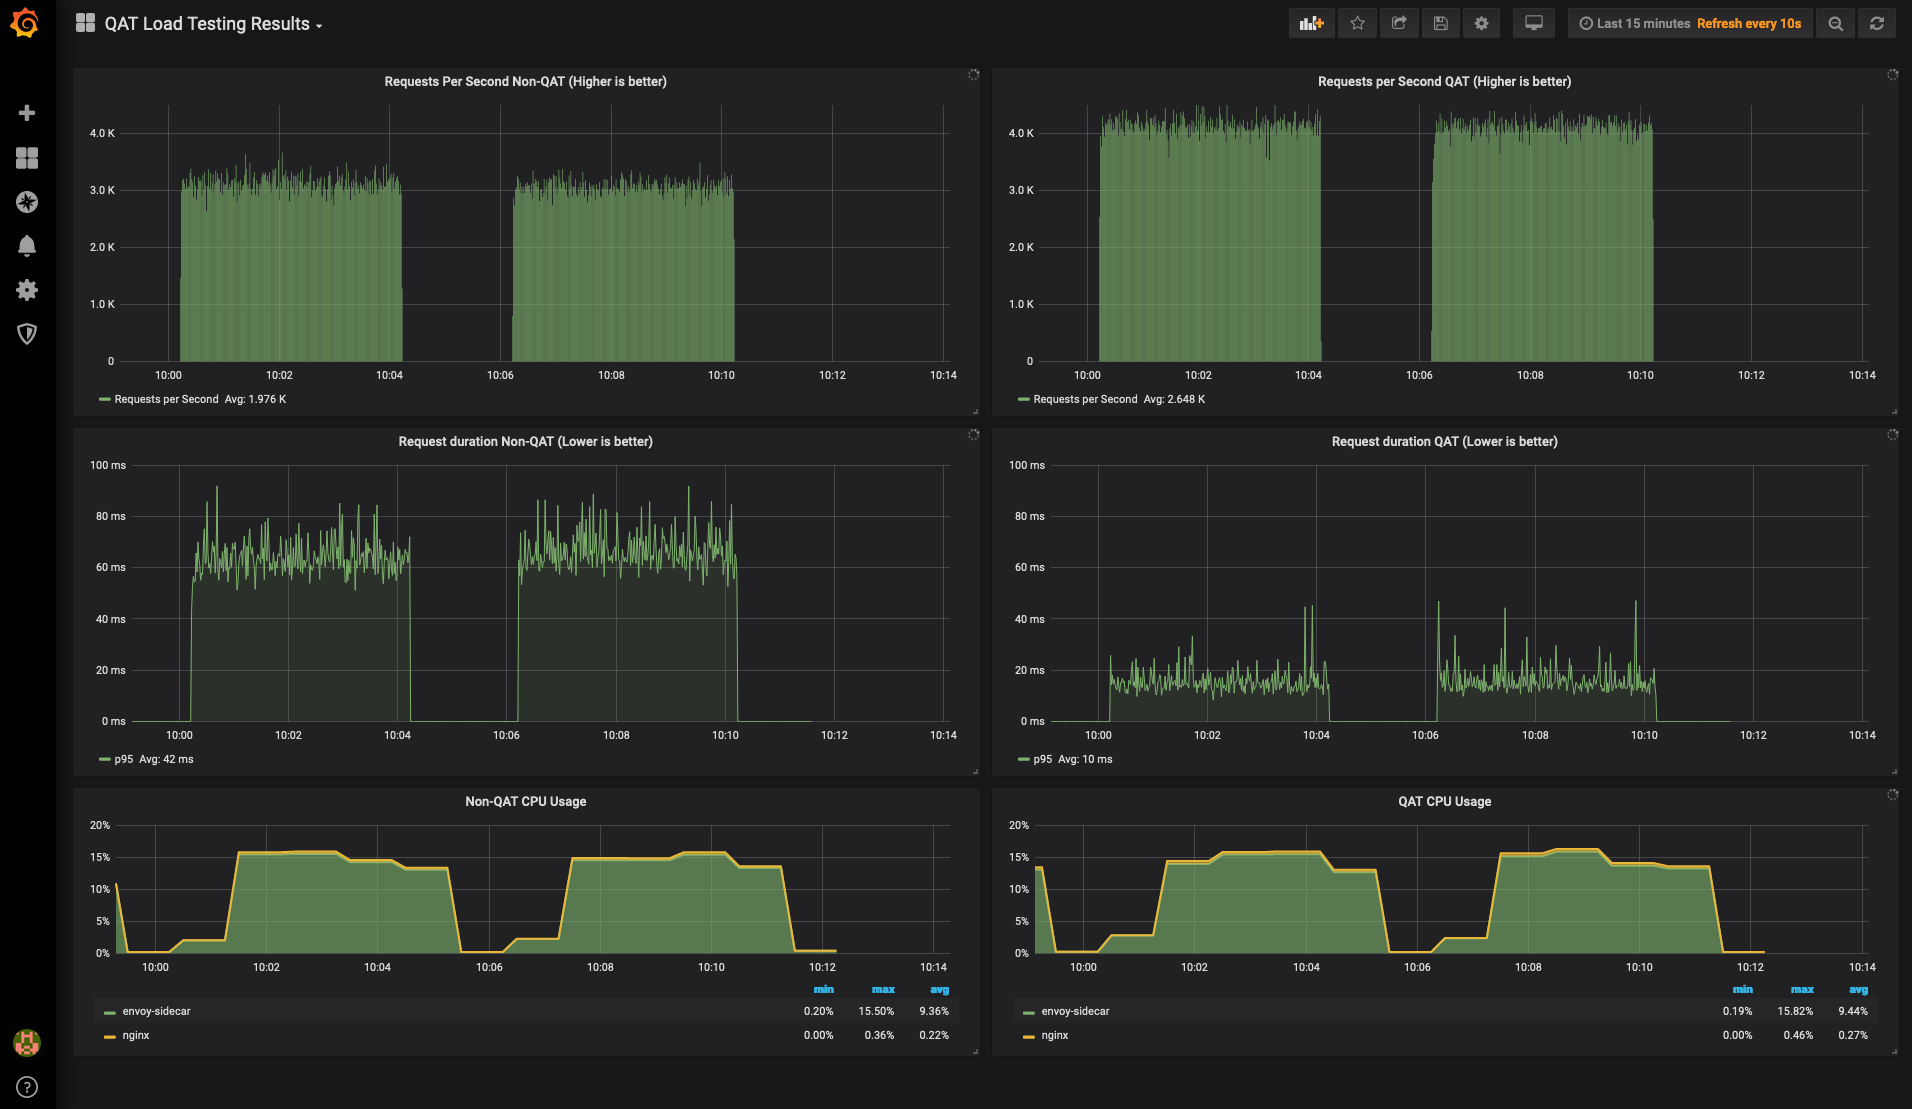 QAT Load Testing Results
Last 15 minutes Refresh every 10s
Requests Per Second Non-QAT (Higher is better)
4.0 K
3.0 K
2.0 K
1.0 K
0
10:00 10:02 10:04 10:06 10:08 10:10 10:12 10:14
Requests per Second Avg: 1.976 K
Requests per Second QAT (Higher is better)
4.0 K
3.0 K
2.0 K
1.0 K
0
10:00 10:02 10:04 10:06 10:08 10:10 10:12 10:14
Requests per Second Avg: 2.648 K
Request duration Non-QAT (Lower is better)
100 ms
80 ms
60 ms
40 ms
20 ms
0 ms
10:00 10:02 10:04 10:06 10:08 10:10 10:12 10:14
p95 Avg: 42 ms
Request duration QAT (Lower is better)
100 ms
80 ms
60 ms
40 ms
20 ms
0 ms
10:00 10:02 10:04 10:06 10:08 10:10 10:12 10:14
p95 Avg: 10 ms
Non-QAT CPU Usage
20%
15%
10%
5%
0%
10:00 10:02 10:04 10:06 10:08 10:10 10:12 10:14
min max avg
envoy-sidecar 0.20% 15.50% 9.36%
nginx 0.00% 0.36% 0.22%
QAT CPU Usage
20%
15%
10%
5%
0%
10:00 10:02 10:04 10:06 10:08 10:10 10:12 10:14
min max avg
envoy-sidecar 0.19% 15.82% 9.44%
nginx 0.00% 0.46% 0.27%